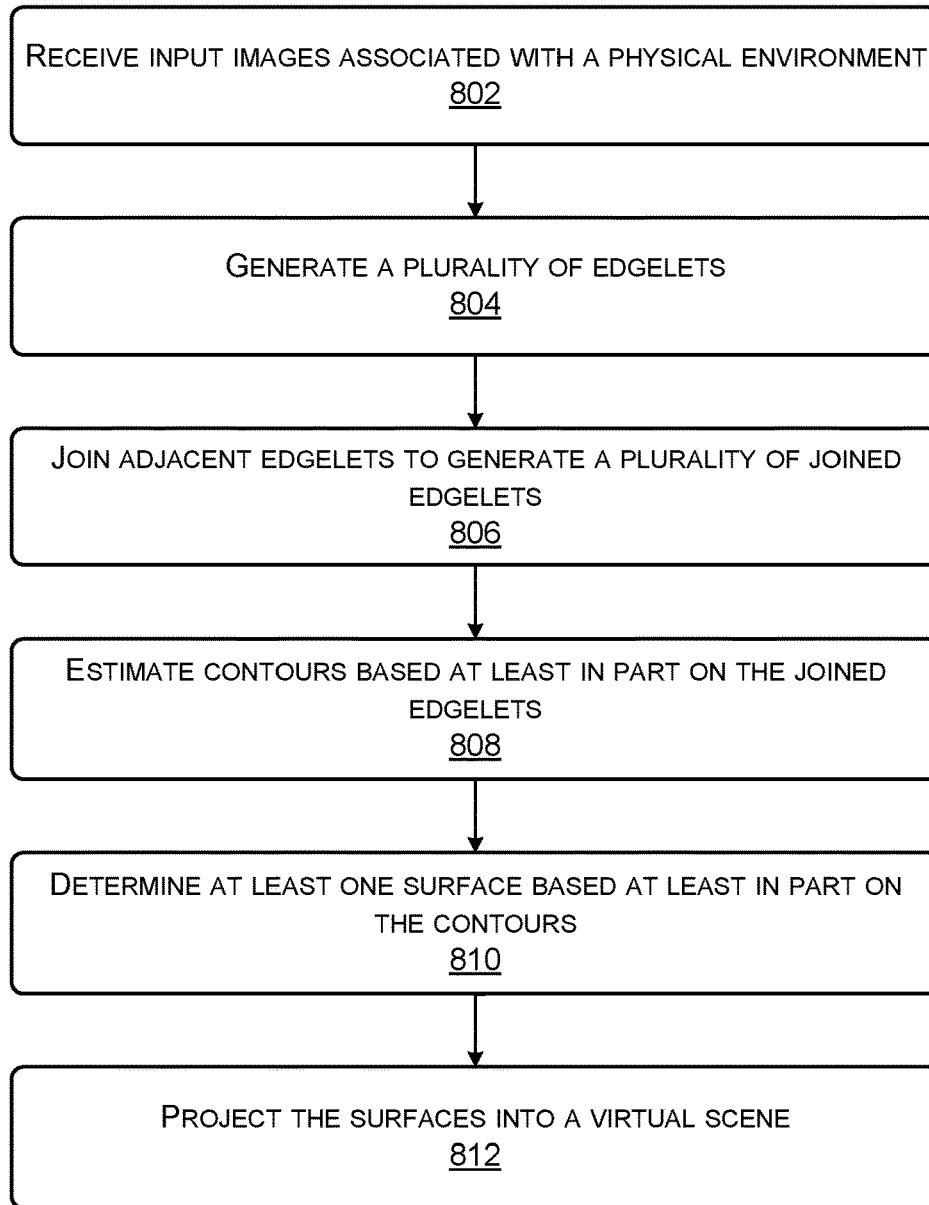 RECEIVE INPUT IMAGES ASSOCIATED WITH A PHYSICAL ENVIRONMENT
802
GENERATE A PLURALITY OF EDGELETS
804
JOIN ADJACENT EDGELETS TO GENERATE A PLURALITY OF JOINED
EDGELETS
806
ESTIMATE CONTOURS BASED AT LEAST IN PART ON THE JOINED
EDGELETS
808
DETERMINE AT LEAST ONE SURFACE BASED AT LEAST IN PART ON
THE CONTOURS
810
PROJECT THE SURFACES INTO A VIRTUAL SCENE
812